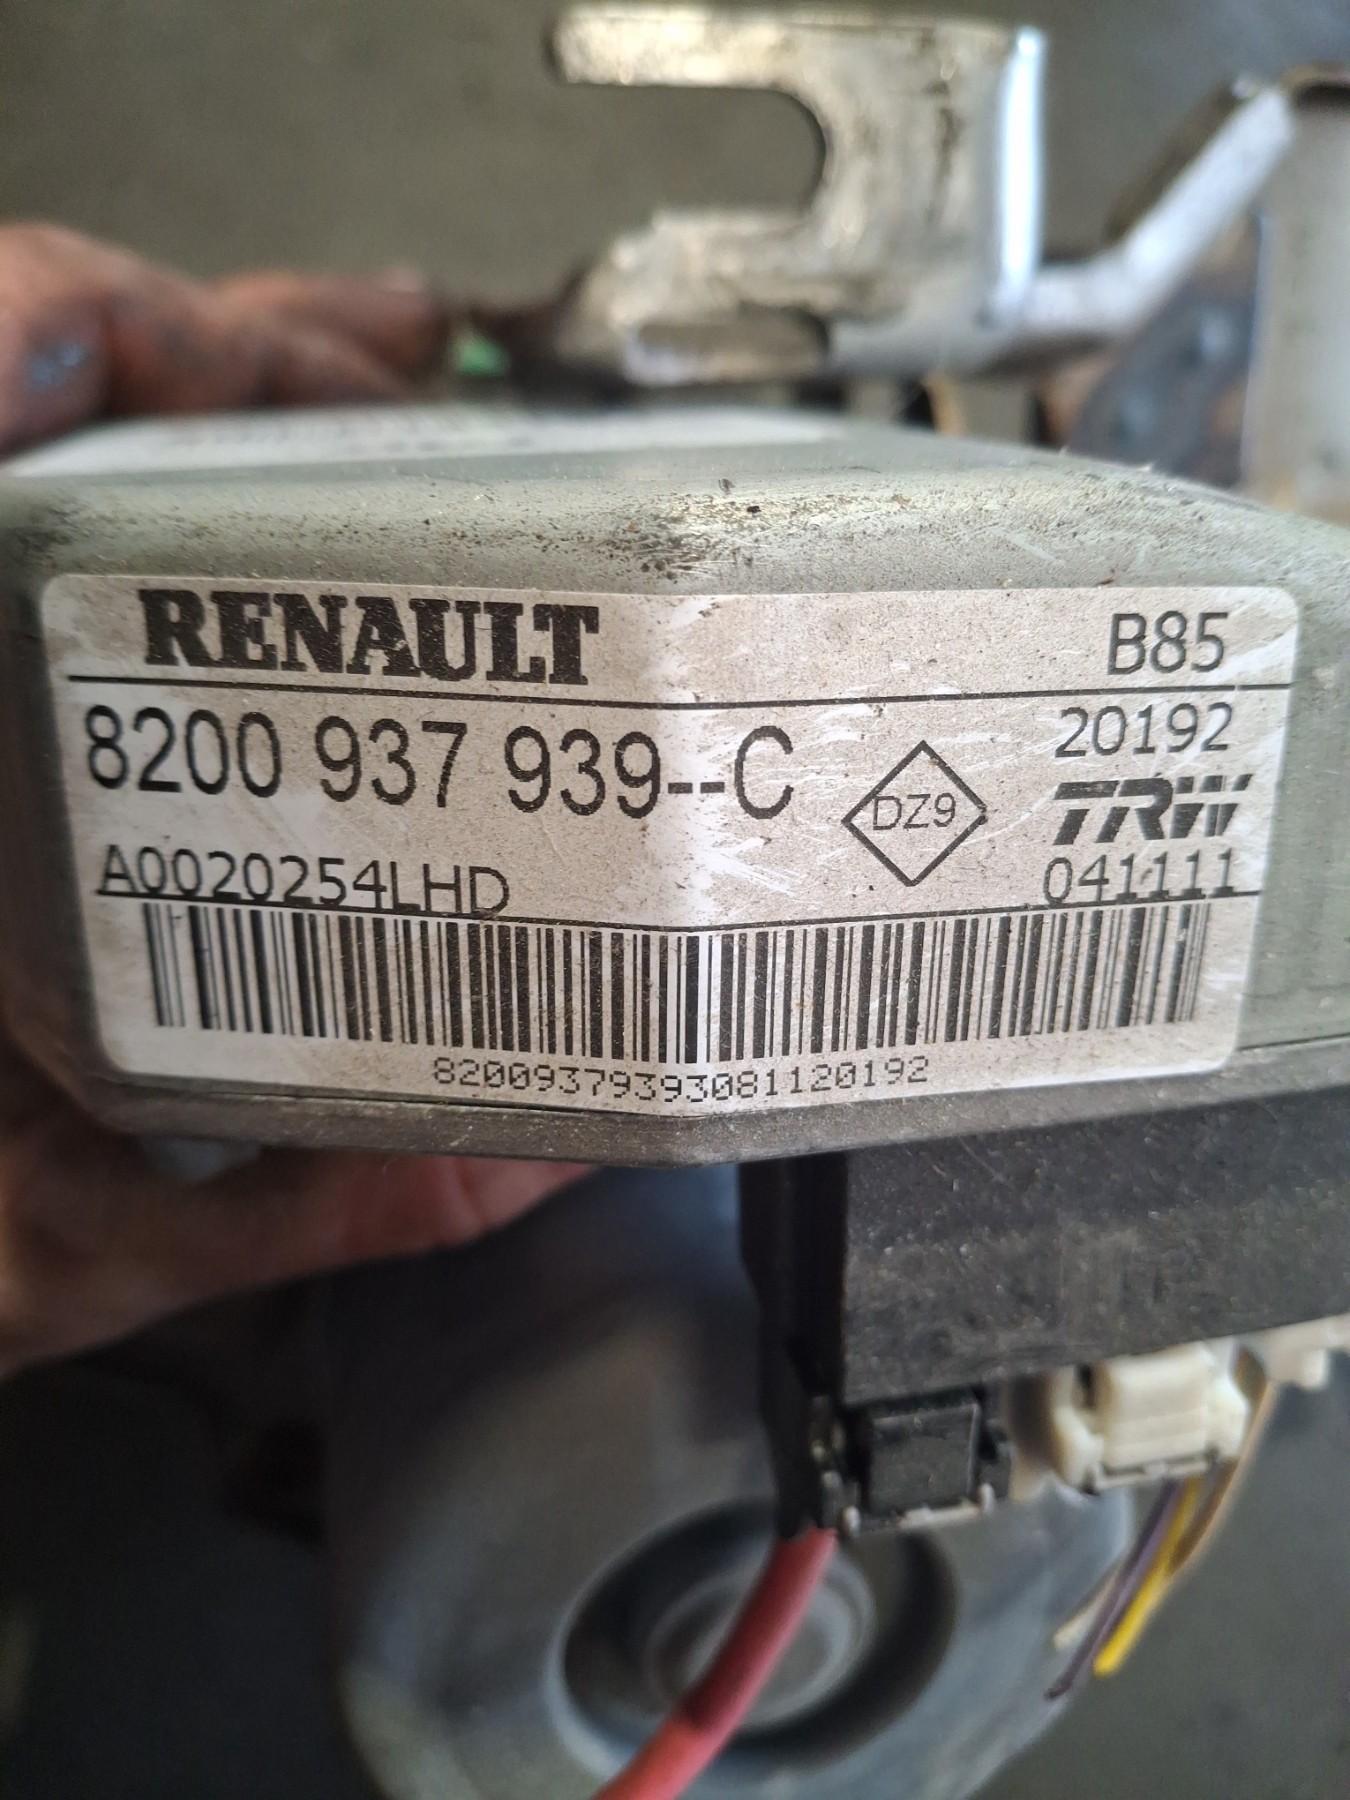 RENAULT B85
8200 937 939--C DZ9 20192
TRW
A0020254LHD 041111
82009379393081120192